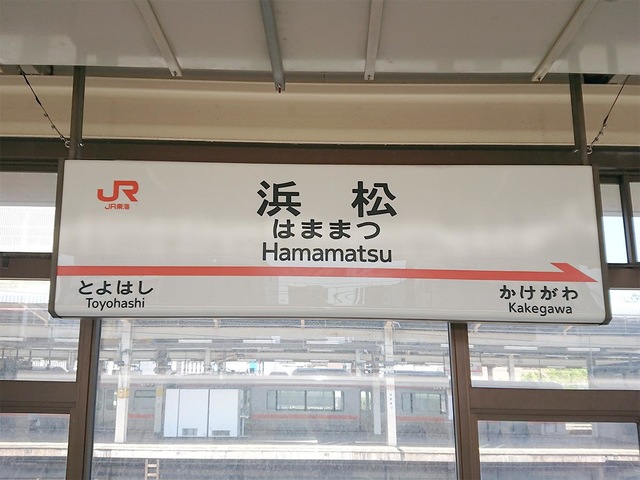 JR
JR東海
浜松
はままつ
Hamamatsu
とよはし
Toyohashi
かけがわ
Kakegawa